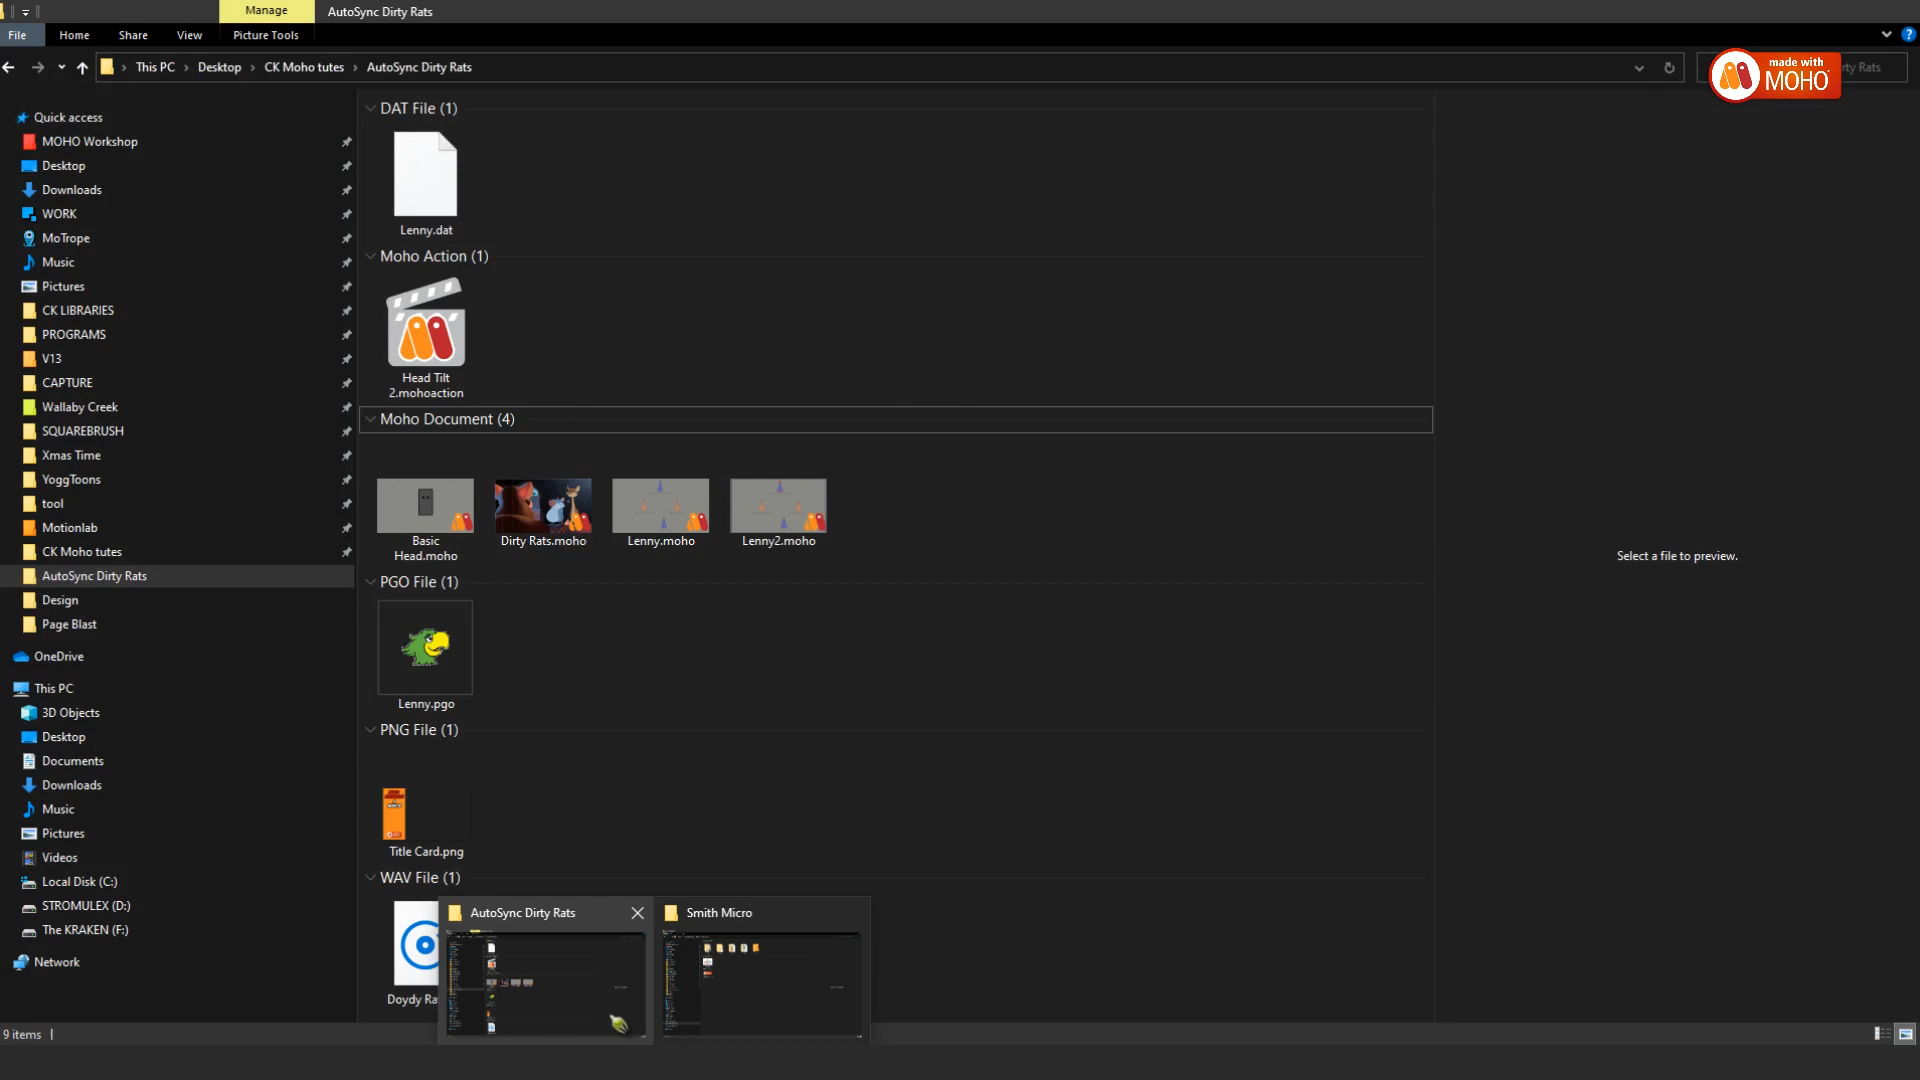 Manage
AutoSync Dirty Rats
File
Home
Share
View
Picture Tools
This PC
Desktop
CK Moho tutes
AutoSync Dirty Rats
rty Rats
made with
MOHO
Quick access
MOHO Workshop
Desktop
Downloads
WORK
MoTrope
Music
Pictures
CK LIBRARIES
PROGRAMS
V13
CAPTURE
Wallaby Creek
SQUAREBRUSH
Xmas Time
YoggToons
tool
Motionlab
CK Moho tutes
AutoSync Dirty Rats
Design
Page Blast
OneDrive
This PC
3D Objects
Desktop
Documents
Downloads
Music
Pictures
Videos
Local Disk (C:)
STROMULEX (D:)
The KRAKEN (F:)
Network
DAT File (1)
Lenny.dat
Moho Action (1)
Head Tilt
2.mohoaction
Moho Document (4)
Basic
Head.moho
Dirty Rats.moho
Lenny.moho
Lenny2.moho
PGO File (1)
Lenny.pgo
PNG File (1)
Title Card.png
WAV File (1)
Doydy Ra
AutoSync Dirty Rats
Smith Micro
Select a file to preview.
9 items